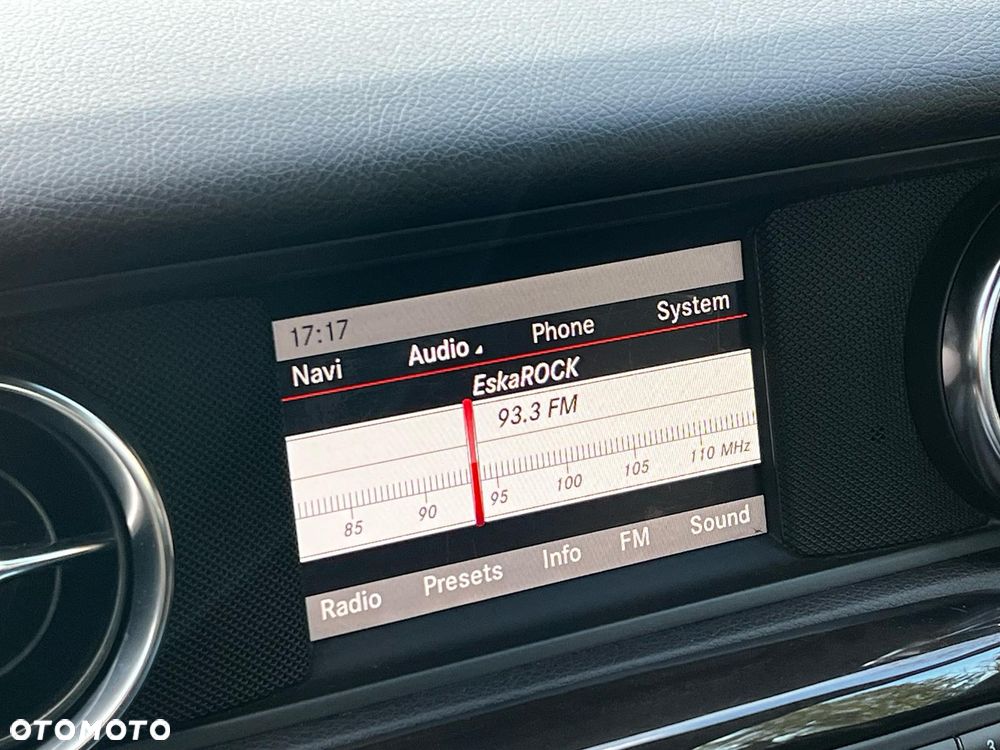 17:17
Navi Audio Phone System
EskaROCK
93.3 FM
85 90 95 100 105 110 MHz
Radio Presets Info FM Sound
OTOMOTO